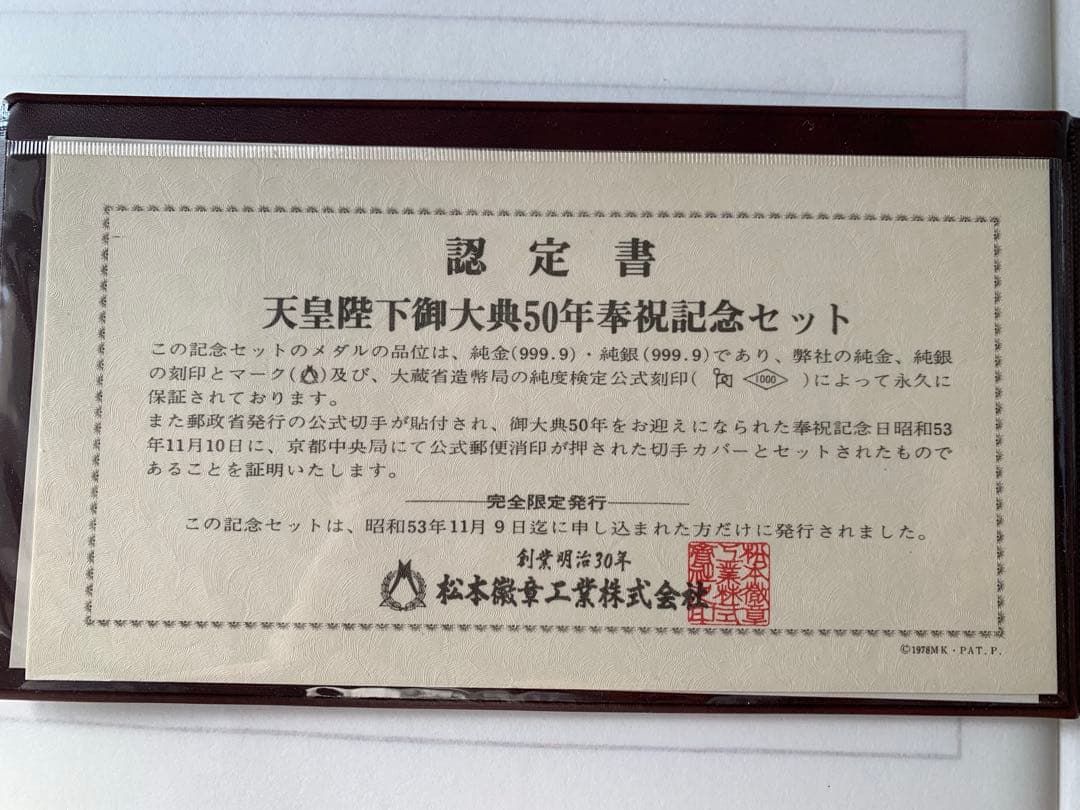 認定書
天皇陛下御大典50年奉祝記念セット
この記念セットのメダルの品位は、純金(999.9)・純銀(999.9)であり、弊社の純金、純銀
の刻印とマーク( )及び、大蔵省造幣局の純度検定公式刻印( 1000 )によって永久に
保証されております。
また郵政省発行の公式切手が貼付され、御大典50年をお迎えになられた奉祝記念日昭和53
年11月10日に、京都中央局にて公式郵便消印が押された切手カバーとセットされたもので
あることを証明いたします。
完全限定発行
この記念セットは、昭和53年11月9日迄に申し込まれた方だけに発行されました。
創業明治30年
松本徽章工業株式会社
©1978MK・PAT.P.